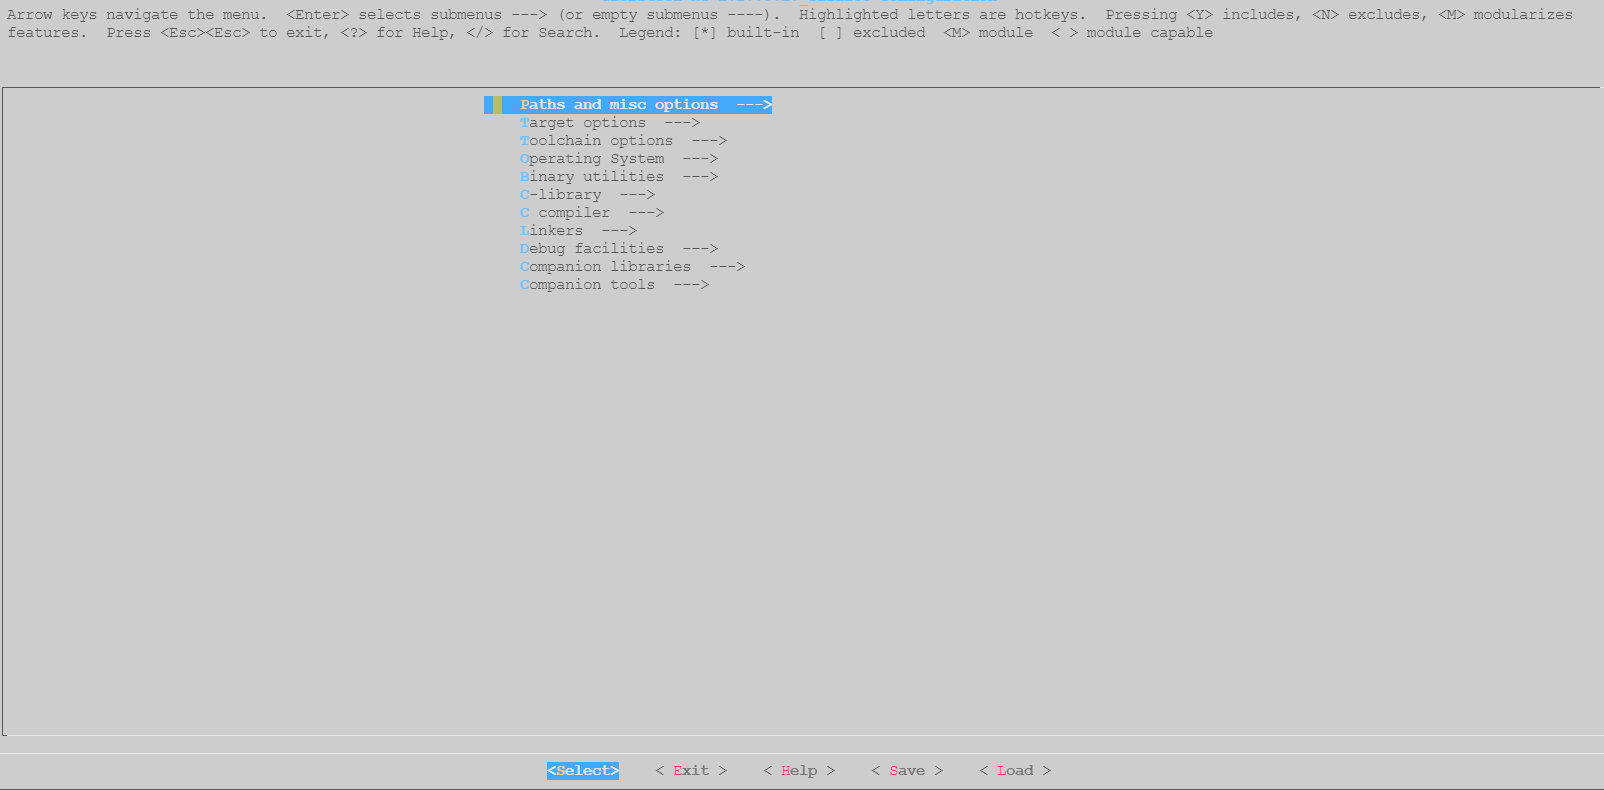 Arrow keys navigate the menu.  <Enter> selects submenus ---> (or empty submenus ----).  Highlighted letters are hotkeys.  Pressing <Y> includes, <N> excludes, <M> modularizes
features.  Press <Esc><Esc> to exit, <?> for Help, </> for Search.  Legend: [*] built-in  [ ] excluded  <M> module  < > module capable
Paths and misc options  --->
Target options  --->
Toolchain options  --->
Operating System  --->
Binary utilities  --->
C-library  --->
C compiler  --->
Linkers  --->
Debug facilities  --->
Companion libraries  --->
Companion tools  --->
<Select>    < Exit >    < Help >    < Save >    < Load >